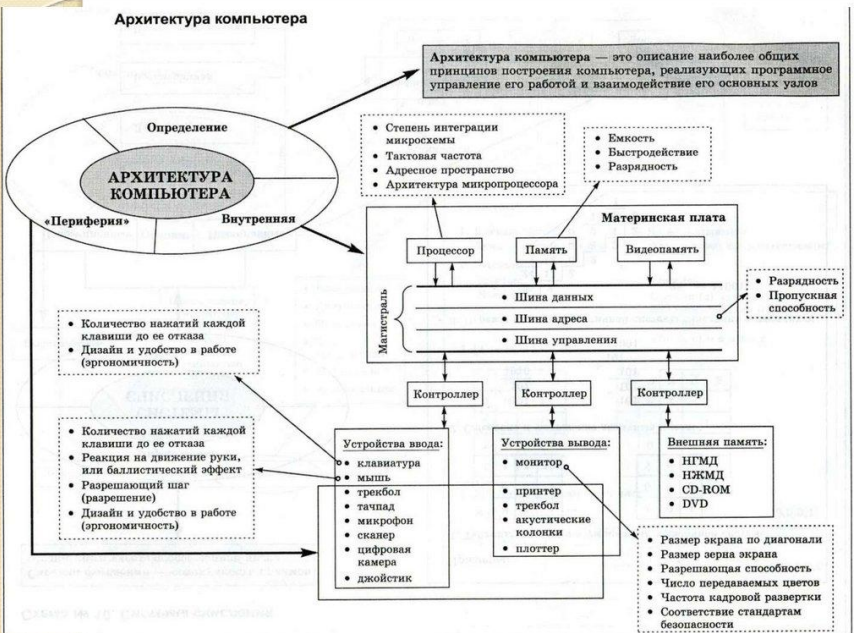 Архитектура компьютера
Архитектура компьютера — это описание наиболее общих
принципов построения компьютера, реализующих программное
управление его работой и взаимодействие его основных узлов
Определение
АРХИТЕКТУРА
КОМПЬЮТЕРА
«Периферия»
Внутренняя
• Степень интеграции
микросхемы
• Тактовая частота
• Адресное пространство
• Архитектура микропроцессора
• Емкость
• Быстродействие
• Разрядность
Материнская плата
Процессор
Память
Видеопамять
Магистраль
• Шина данных
• Шина адреса
• Шина управления
• Разрядность
• Пропускная
способность
• Количество нажатий каждой
клавиши до ее отказа
• Дизайн и удобство в работе
(эргономичность)
Контроллер
Контроллер
Контроллер
• Количество нажатий каждой
клавиши до ее отказа
• Реакция на движение руки,
или баллистический эффект
• Разрешающий шаг
(разрешение)
• Дизайн и удобство в работе
(эргономичность)
Устройства ввода:
• клавиатура
• мышь
• трекбол
• тачпад
• микрофон
• сканер
• цифровая
камера
• джойстик
Устройства вывода:
• монитор
• принтер
• трекбол
• акустические
колонки
• плоттер
Внешняя память:
• НГМД
• НЖМД
• CD-ROM
• DVD
• Размер экрана по диагонали
• Размер зерна экрана
• Разрешающая способность
• Число передаваемых цветов
• Частота кадровой развертки
• Соответствие стандартам
безопасности